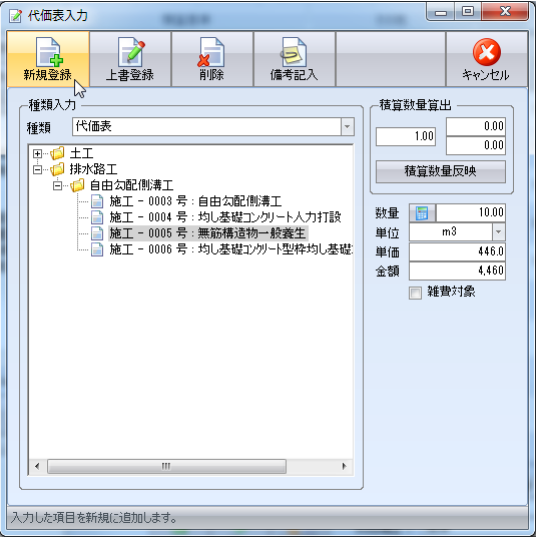 代価表入力
新規登録
上書登録
削除
備考記入
キャンセル
種類入力
種類 代価表
土工
排水路工
自由勾配側溝工
施工 - 0003 号 : 自由勾配側溝工
施工 - 0004 号 : 均し基礎コンクリート人力打設
施工 - 0005 号 : 無筋構造物一般養生
施工 - 0006 号 : 均し基礎コンクリート型枠均し基礎
積算数量算出
1.00
0.00
0.00
積算数量反映
数量 10.00
単位 m3
単価 446.0
金額 4,460
雑費対象
入力した項目を新規に追加します。